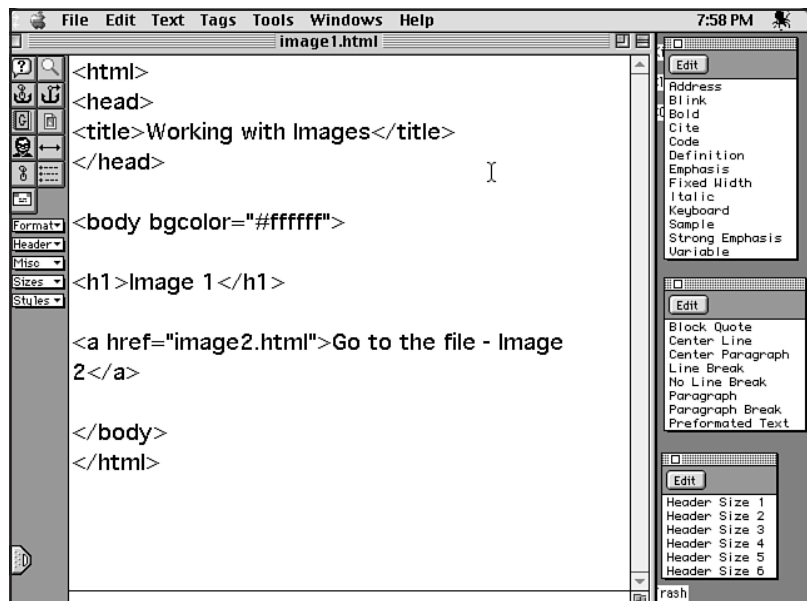 File Edit Text Tags Tools Windows Help 7:58 PM
image1.html
<html>
<head>
<title>Working with Images</title>
</head>
<body bgcolor="#ffffff">
<h1>Image 1</h1>
<a href="image2.html">Go to the file - Image
2</a>
</body>
</html>
Format
Header
Misc
Sizes
Styles
Edit
Address
Blink
Bold
Cite
Code
Definition
Emphasis
Fixed Width
Italic
Keyboard
Sample
Strong Emphasis
Variable
Edit
Block Quote
Center Line
Center Paragraph
Line Break
No Line Break
Paragraph
Paragraph Break
Preformated Text
Edit
Header Size 1
Header Size 2
Header Size 3
Header Size 4
Header Size 5
Header Size 6
Trash